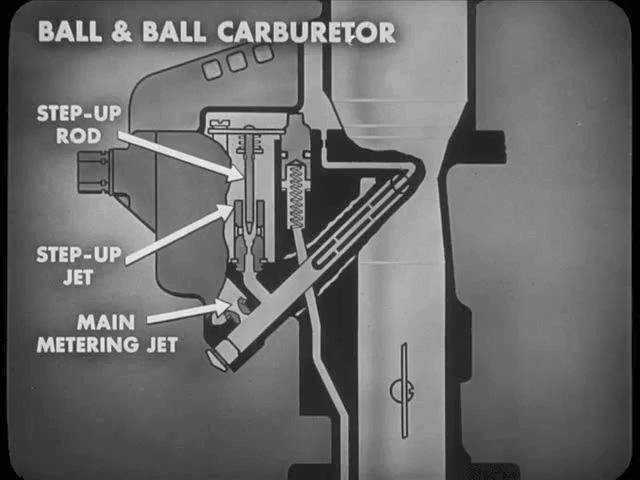 BALL & BALL CARBURETOR
STEP-UP
ROD
STEP-UP
JET
MAIN
METERING JET